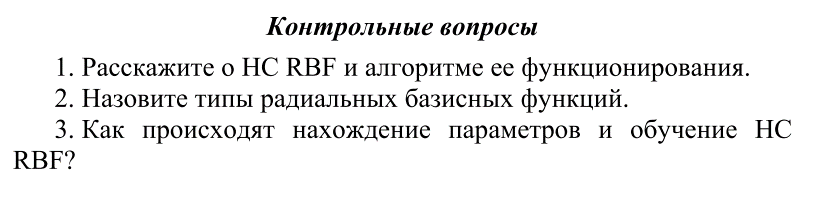 Контрольные вопросы
1. Расскажите о НС RBF и алгоритме ее функционирования.
2. Назовите типы радиальных базисных функций.
3. Как происходят нахождение параметров и обучение НС
RBF?